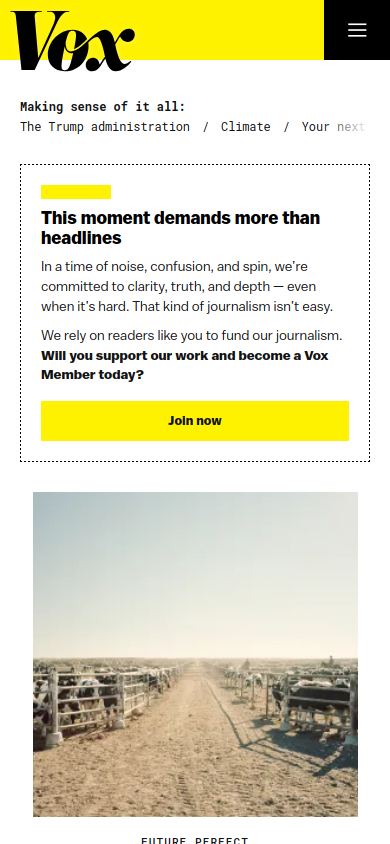 Vox
Making sense of it all:
The Trump administration / Climate / Your next
This moment demands more than
headlines
In a time of noise, confusion, and spin, we're
committed to clarity, truth, and depth — even
when it's hard. That kind of journalism isn't easy.
We rely on readers like you to fund our journalism.
Will you support our work and become a Vox
Member today?
Join now
FUTURE PERFECT